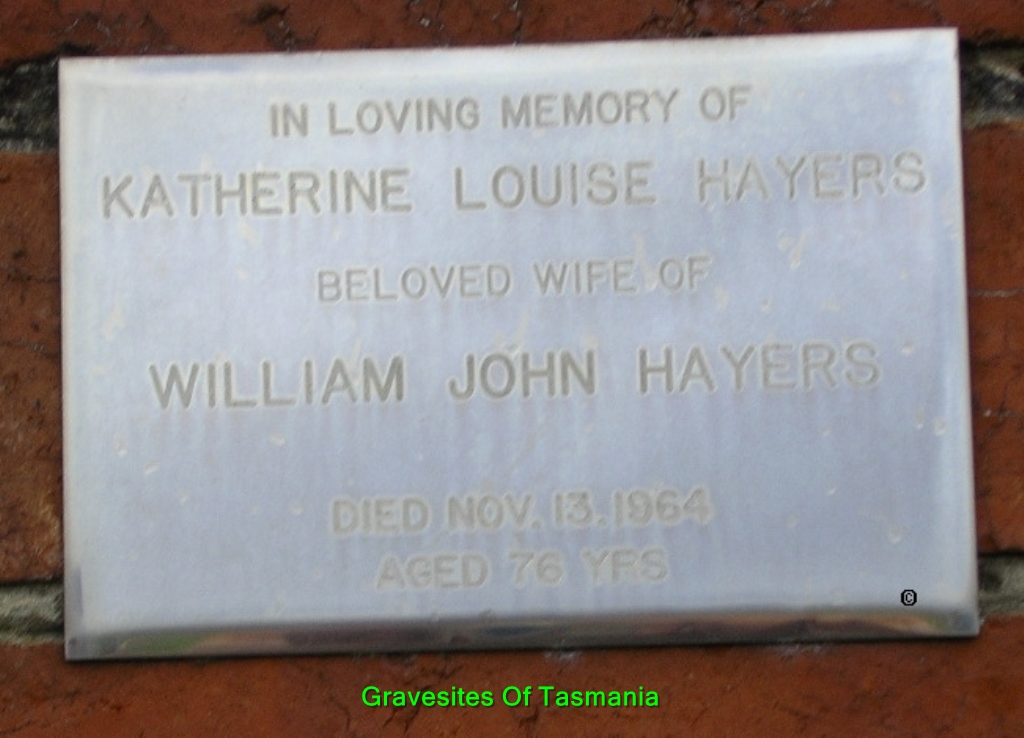 IN LOVING MEMORY OF
KATHERINE LOUISE HAYERS
BELOVED WIFE OF
WILLIAM JOHN HAYERS
DIED NOV. 13. 1964
AGED 76 YRS
©
Gravesites Of Tasmania